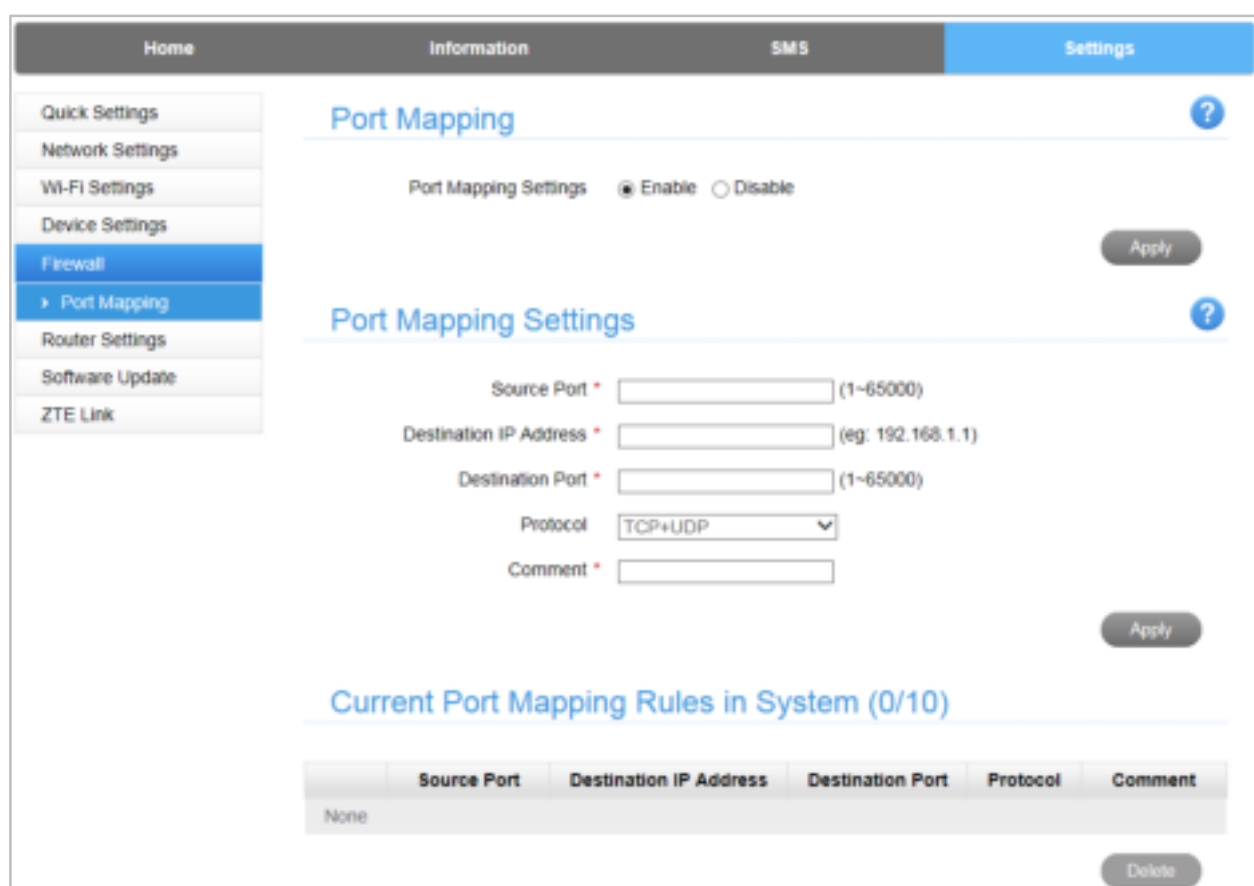 Home Information SMS Settings
Quick Settings
Network Settings
Wi-Fi Settings
Device Settings
Firewall
› Port Mapping
Router Settings
Software Update
ZTE Link
Port Mapping ?
Port Mapping Settings Enable Disable
Apply
Port Mapping Settings ?
Source Port * (1~65000)
Destination IP Address * (eg: 192.168.1.1)
Destination Port * (1~65000)
Protocol TCP+UDP
Comment *
Apply
Current Port Mapping Rules in System (0/10)
Source Port Destination IP Address Destination Port Protocol Comment
None
Delete